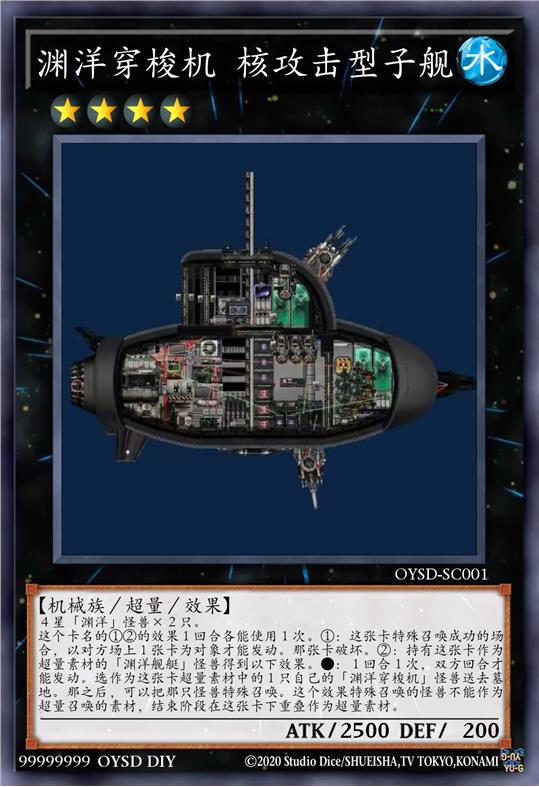 渊洋穿梭机 核攻击型子舰
水
OYSD-SC001
【机械族／超量／效果】
４星「渊洋」怪兽×２只。
这个卡名的①②的效果１回合各能使用１次。①：这张卡特殊召唤成功的场
合，以对方场上１张卡为对象才能发动。那张卡破坏。②：持有这张卡作为
超量素材的「渊洋舰艇」怪兽得到以下效果。●：１回合１次，双方回合才
能发动。选作为这张卡超量素材中的１只自己的「渊洋穿梭机」怪兽送去墓
地。那之后，可以把那只怪兽特殊召唤。这个效果特殊召唤的怪兽不能作为
超量召唤的素材，结束阶段在这张卡下重叠作为超量素材。
ATK/2500 DEF/ 200
99999999 OYSD DIY
©2020 Studio Dice/SHUEISHA,TV TOKYO,KONAMI